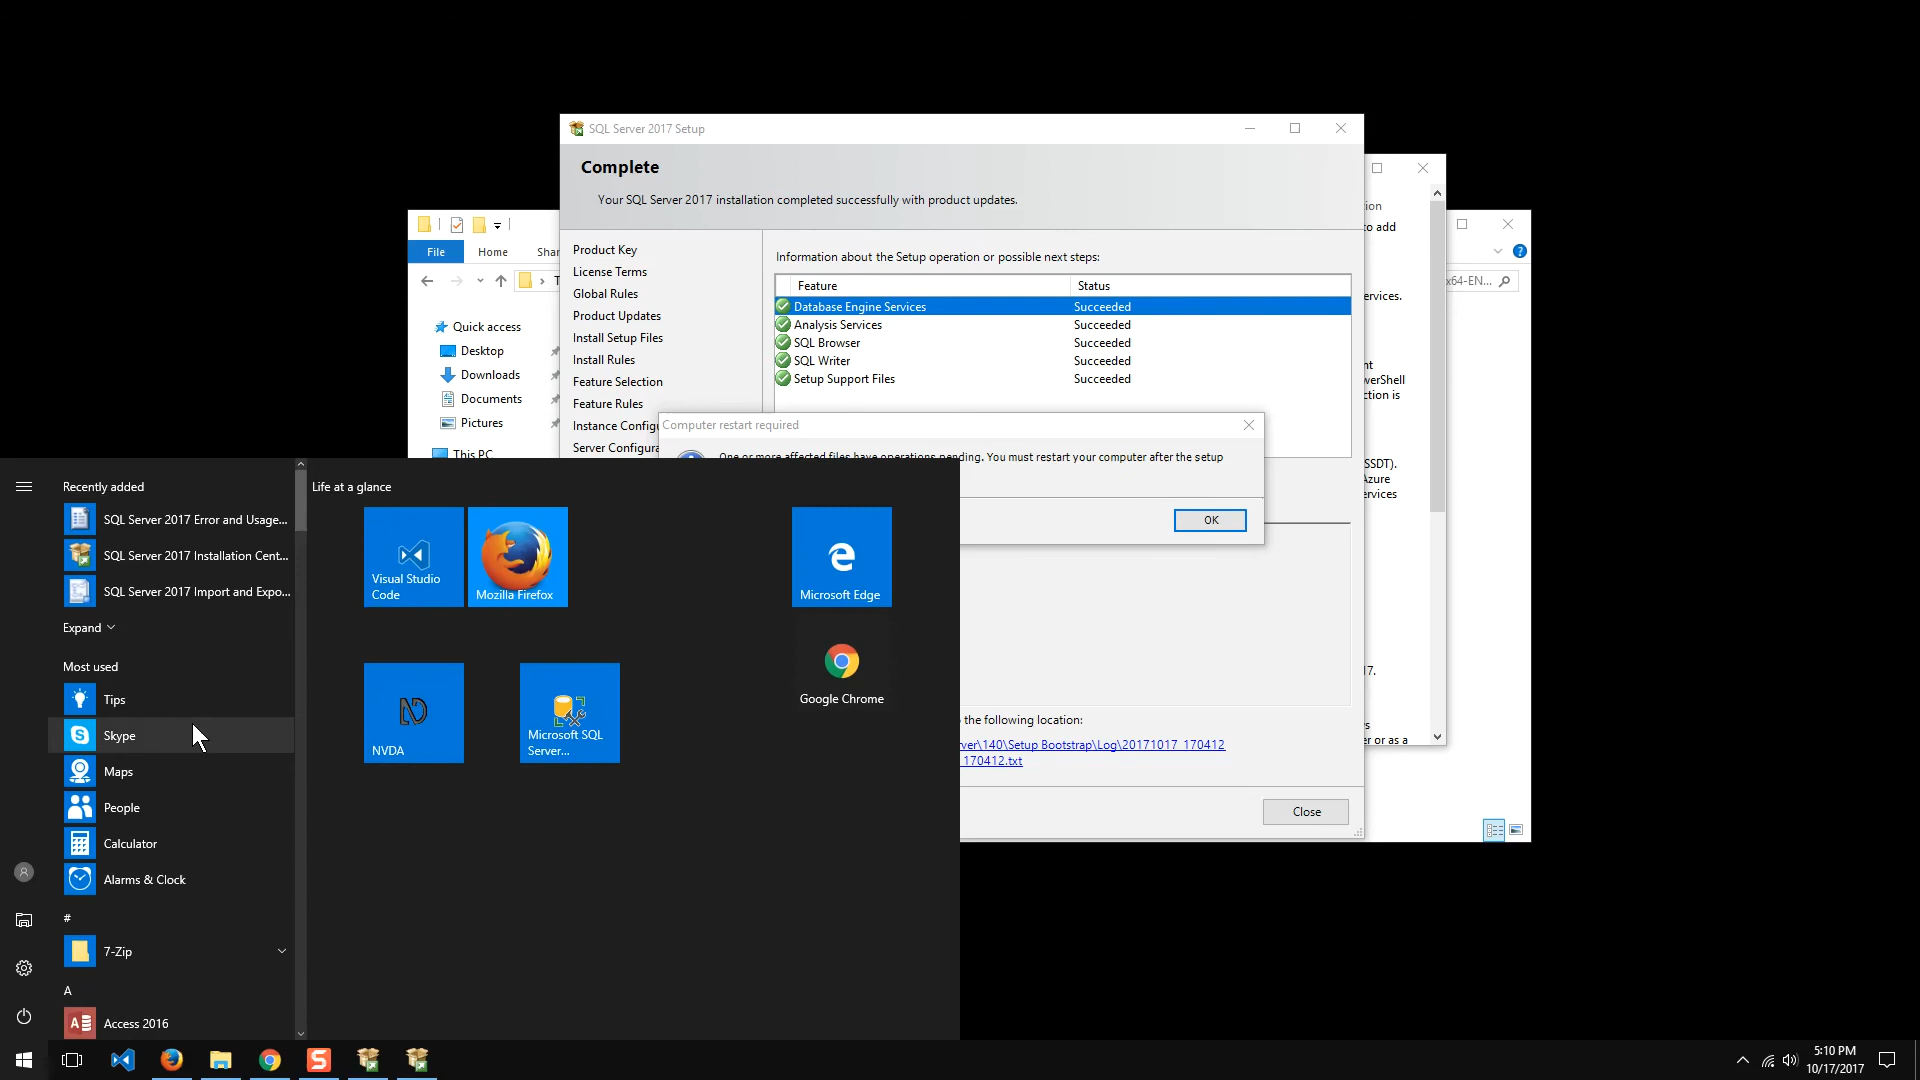 SQL Server 2017 Setup
Complete
Your SQL Server 2017 installation completed successfully with product updates.
Product Key
License Terms
Global Rules
Product Updates
Install Setup Files
Install Rules
Feature Selection
Feature Rules
Instance Configu
Server Configura
Information about the Setup operation or possible next steps:
Feature Status
Database Engine Services Succeeded
Analysis Services Succeeded
SQL Browser Succeeded
SQL Writer Succeeded
Setup Support Files Succeeded
Computer restart required
One or more affected files have operations pending. You must restart your computer after the setup
OK
the following location:
ver\140\Setup Bootstrap\Log\20171017_170412
_170412.txt
Close
File Home Shar
Quick access
Desktop
Downloads
Documents
Pictures
This PC
ion
to add
ervices.
nt
werShell
ction is
SSDT).
Azure
ervices
17.
er or as a
x64-EN...
Recently added
SQL Server 2017 Error and Usage...
SQL Server 2017 Installation Cent...
SQL Server 2017 Import and Expo...
Expand
Most used
Tips
Skype
Maps
People
Calculator
Alarms & Clock
#
7-Zip
A
Access 2016
Life at a glance
Visual Studio
Code
Mozilla Firefox
Microsoft Edge
Google Chrome
NVDA
Microsoft SQL
Server...
5:10 PM
10/17/2017